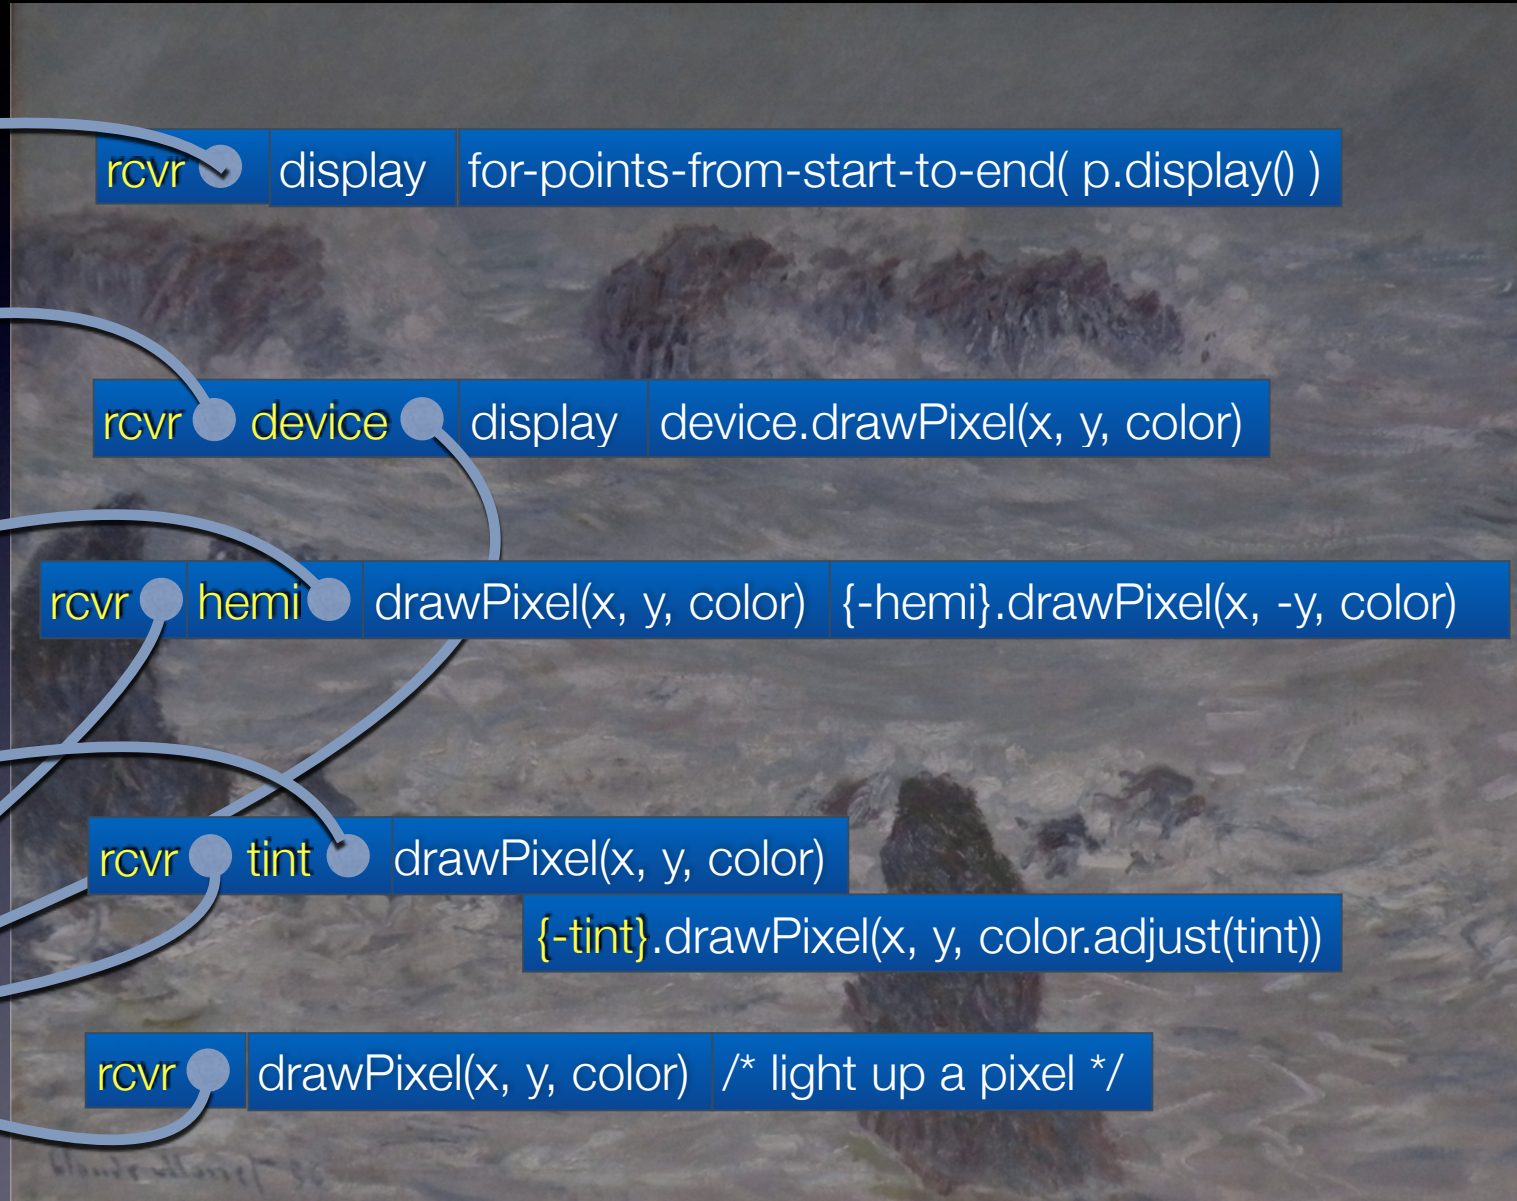 rcvr display for-points-from-start-to-end( p.display() )
rcvr device display device.drawPixel(x, y, color)
rcvr hemi drawPixel(x, y, color) {-hemi}.drawPixel(x, -y, color)
rcvr tint drawPixel(x, y, color)
{-tint}.drawPixel(x, y, color.adjust(tint))
rcvr drawPixel(x, y, color) /* light up a pixel */